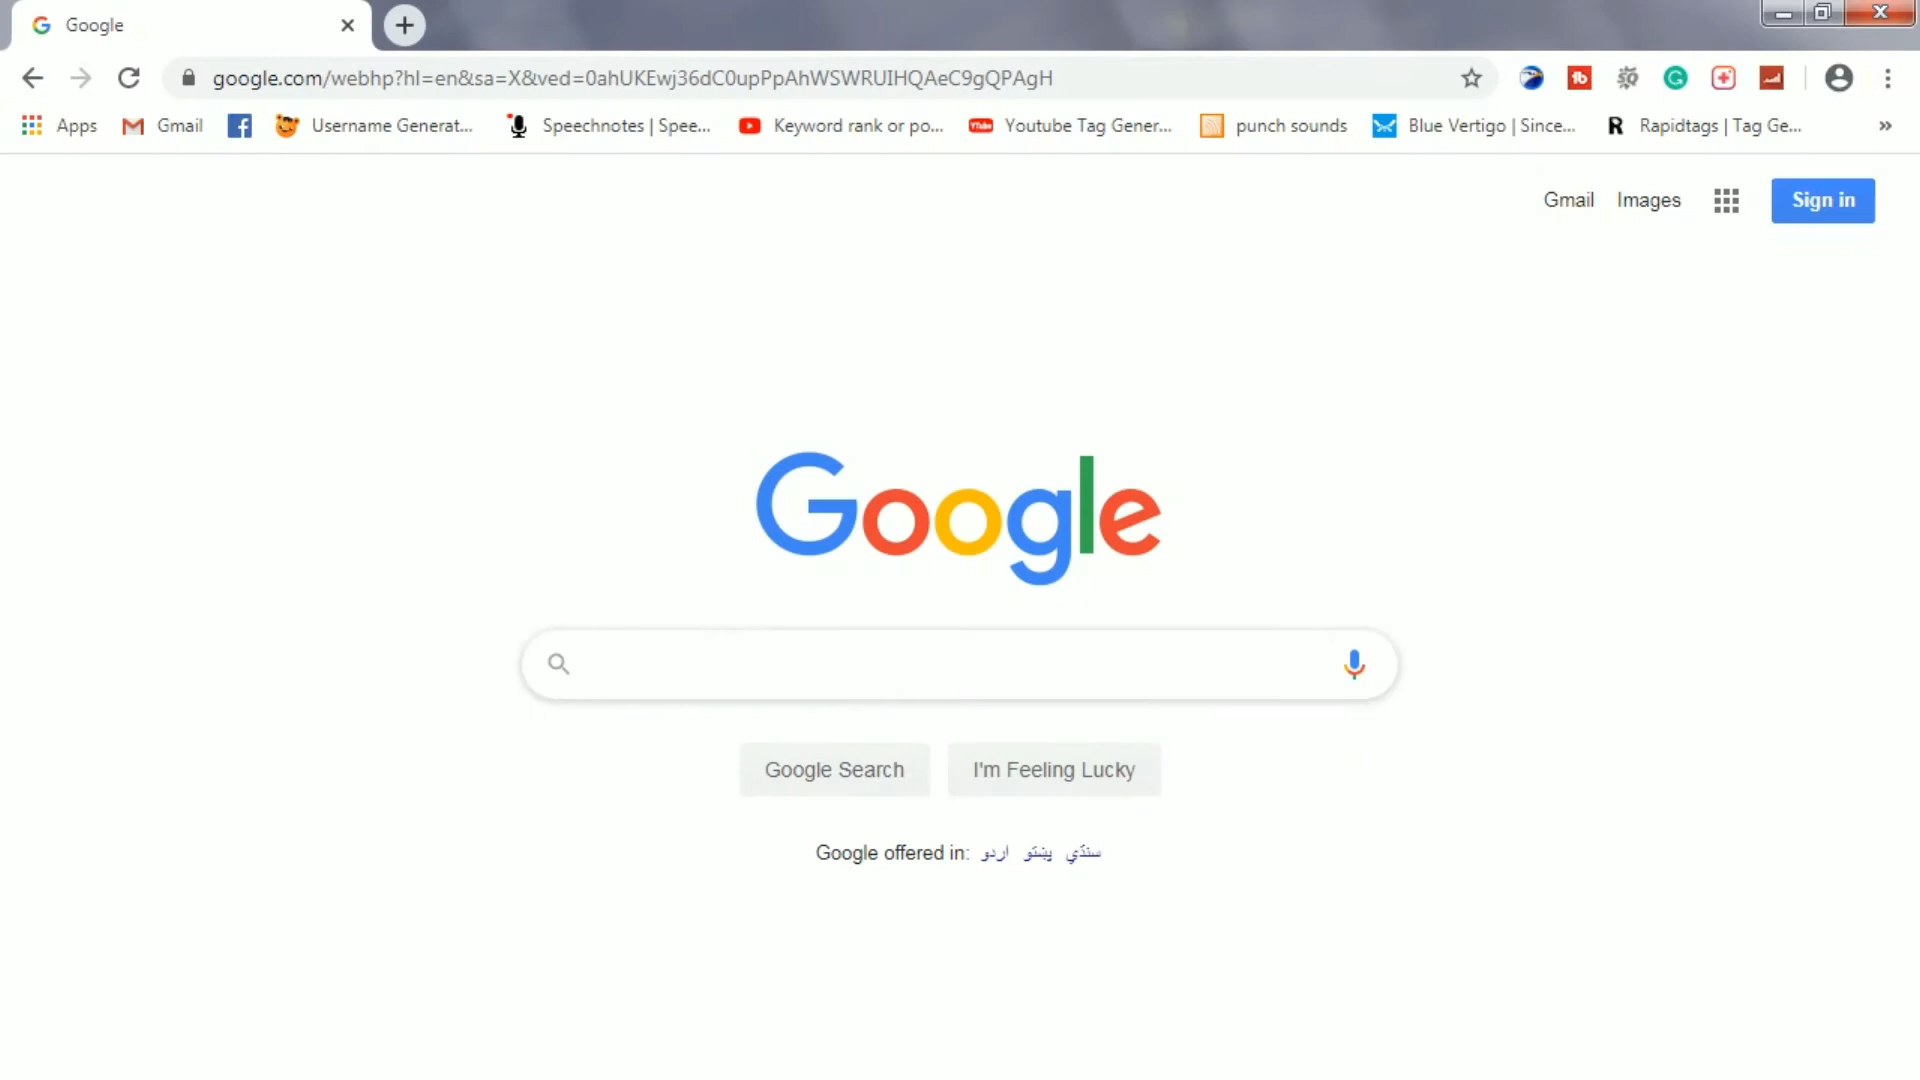 Google
google.com/webhp?hl=en&sa=X&ved=0ahUKEwj36dC0upPpAhWSWRUIHQAeC9gQPAgH
Apps Gmail Username Generat... Speechnotes | Spee... Keyword rank or po... Youtube Tag Gener... punch sounds Blue Vertigo | Since... R Rapidtags | Tag Ge... »
Gmail Images Sign in
Google
Google Search I'm Feeling Lucky
Google offered in: اردو پښتو سنڌي